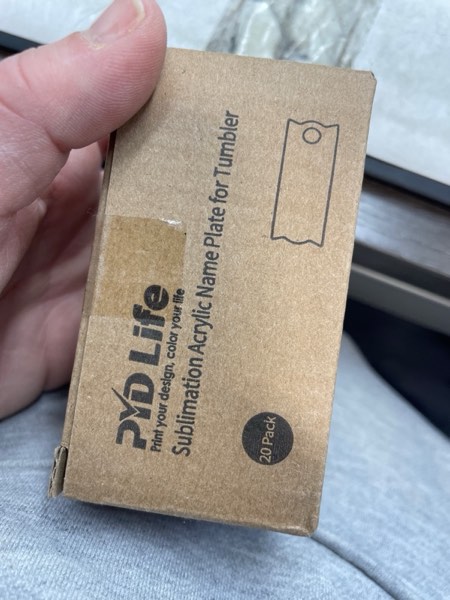 PYD Life
Print your design, color your life
Sublimation Acrylic Name Plate for Tumbler
20 Pack